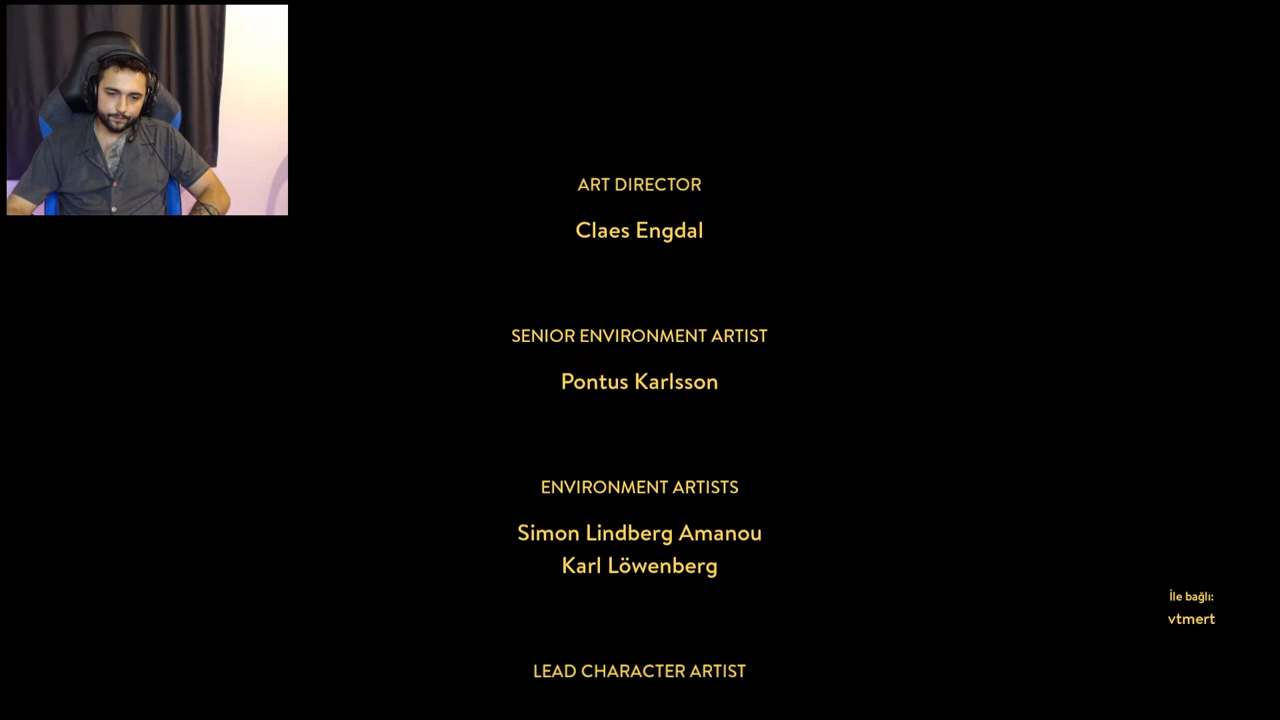 ART DIRECTOR
Claes Engdal
SENIOR ENVIRONMENT ARTIST
Pontus Karlsson
ENVIRONMENT ARTISTS
Simon Lindberg Amanou
Karl Löwenberg
İle bağlı:
vtmert
LEAD CHARACTER ARTIST